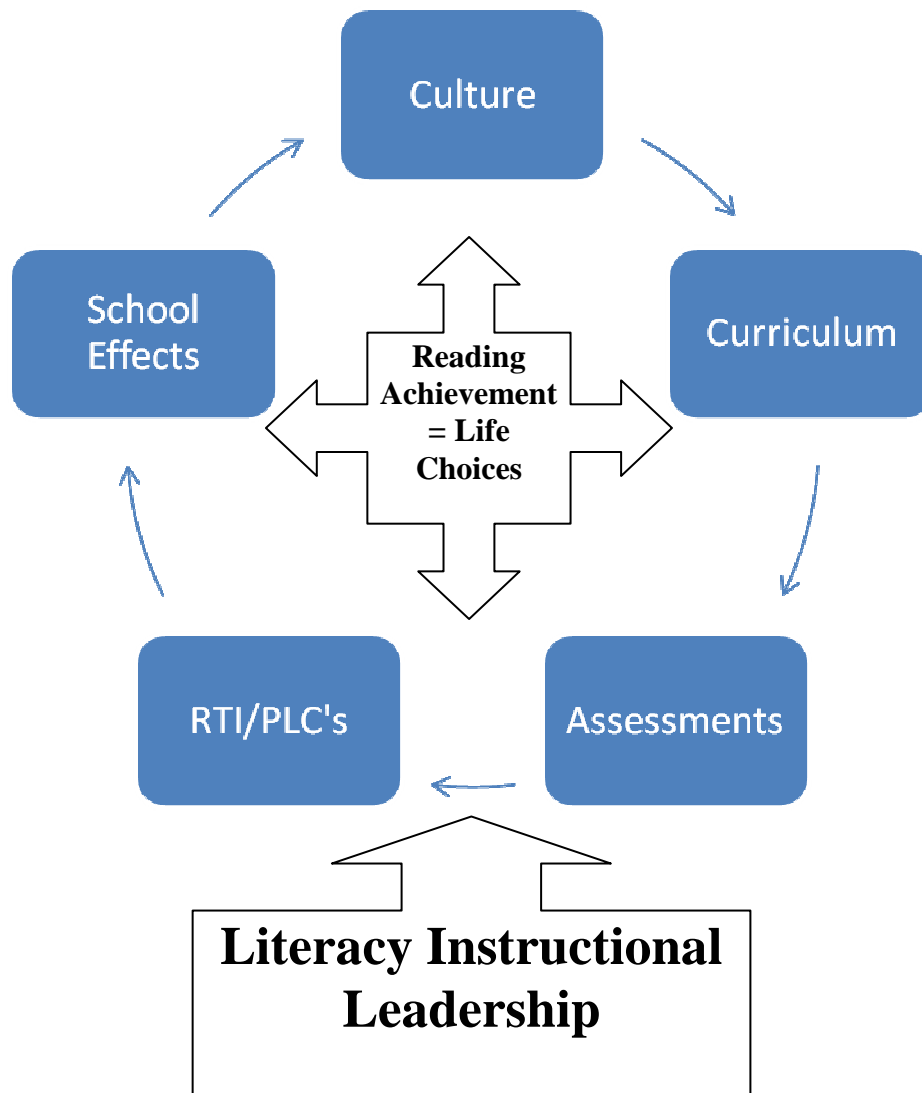 Culture
School
Effects
Curriculum
Reading
Achievement
= Life
Choices
RTI/PLC's
Assessments
Literacy Instructional
Leadership